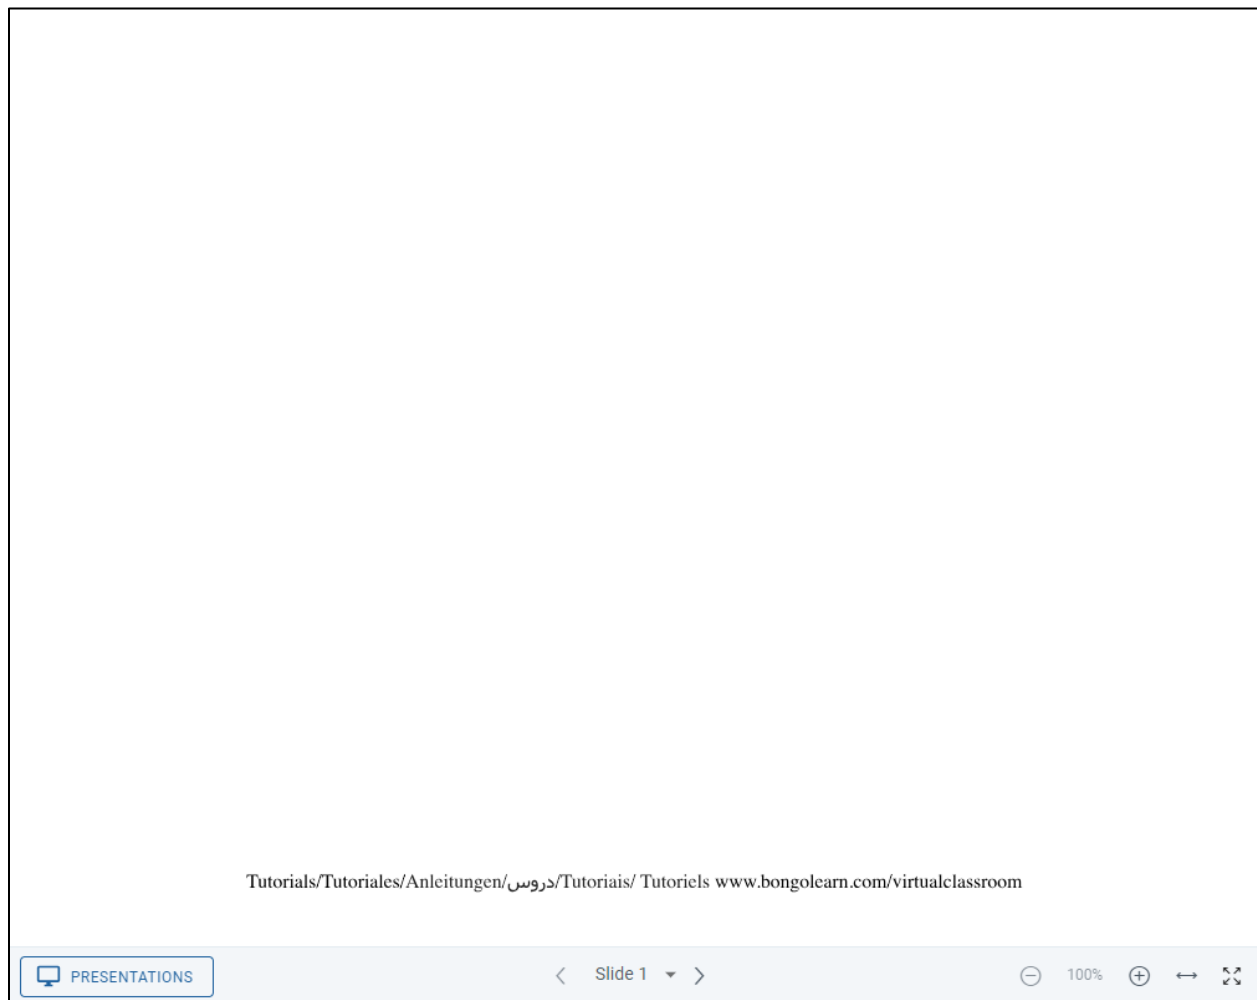 Tutorials/Tutoriales/Anleitungen/دروس/Tutoriais/ Tutoriels www.bongolearn.com/virtualclassroom
PRESENTATIONS
Slide 1
100%